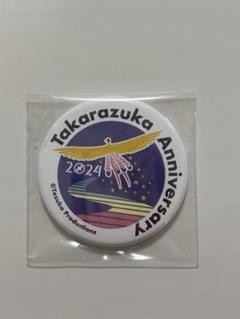 Takarazuka Anniversary
2024
©Tezuka Productions